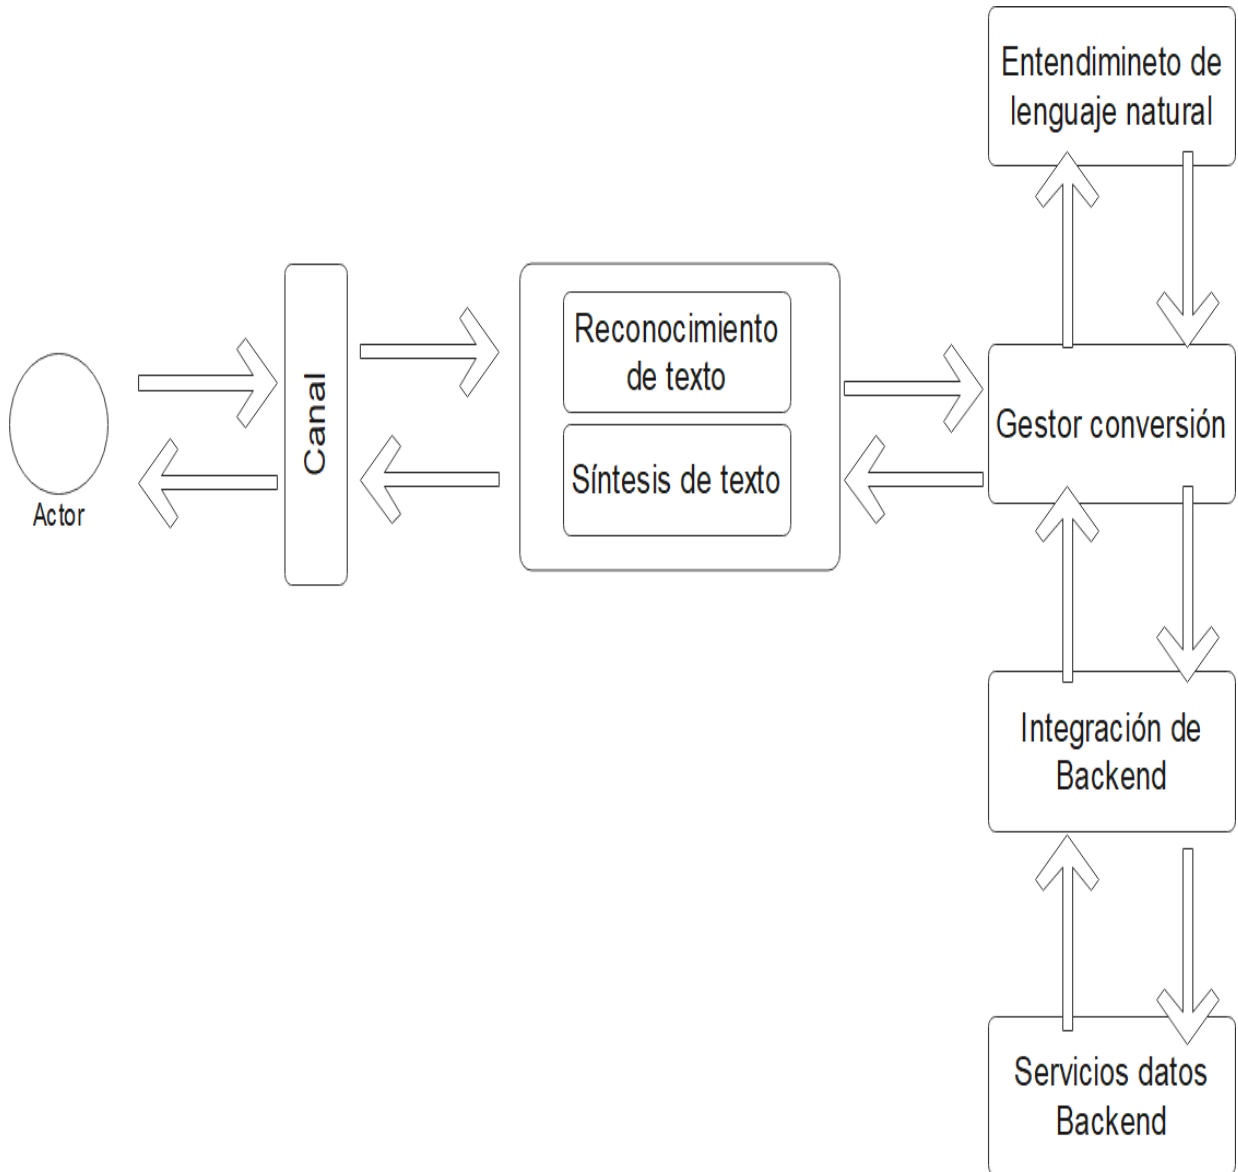 Entendimineto de
lenguaje natural
Reconocimiento
de texto
Canal
Gestor conversión
Síntesis de texto
Actor
Integración de
Backend
Servicios datos
Backend